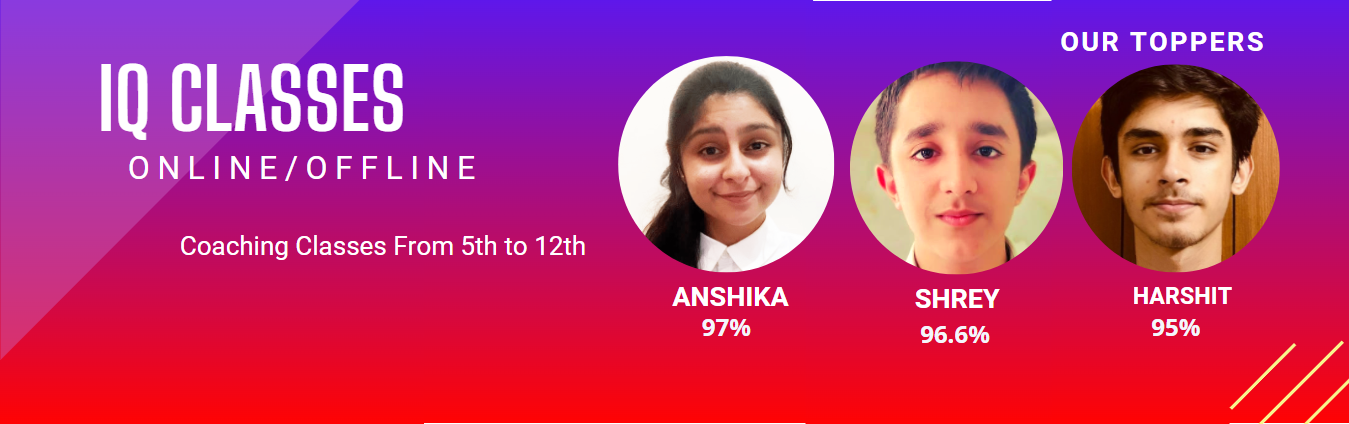 IQ CLASSES
ONLINE/OFFLINE
Coaching Classes From 5th to 12th
OUR TOPPERS
ANSHIKA
97%
SHREY
96.6%
HARSHIT
95%